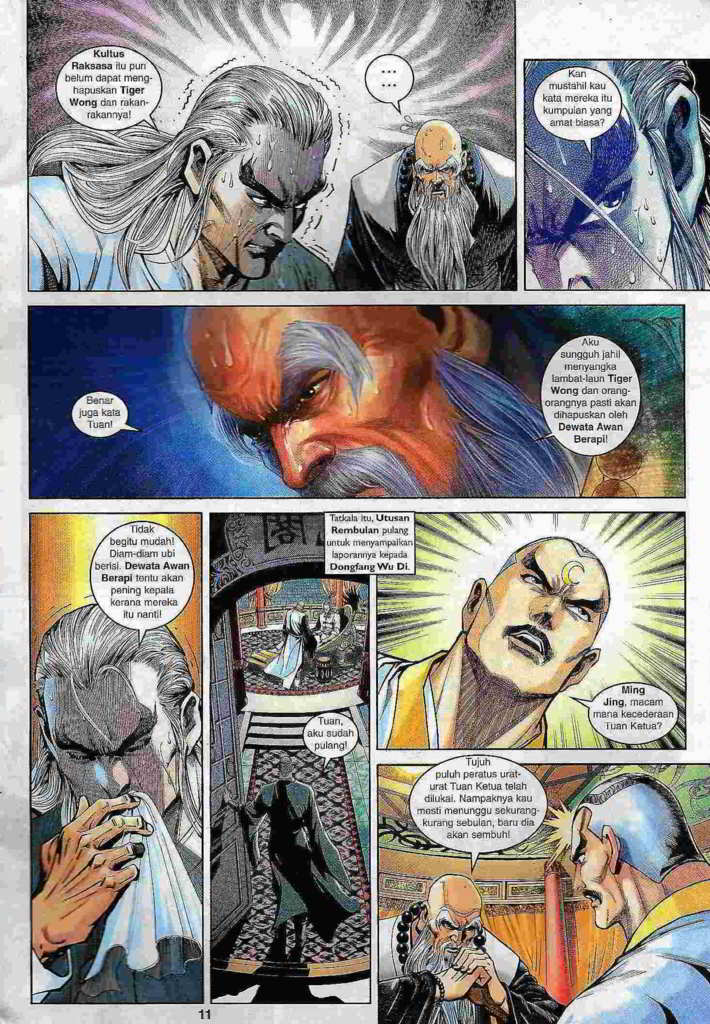 Kultus
Raksasa itu pun
belum dapat meng-
hapuskan Tiger
Wong dan rakan-
rakannya!
...
...
Kan
mustahil kau
kata mereka itu
kumpulan yang
amat biasa?
Benar
juga kata
Tuan!
Aku
sungguh jahil
menyangka
lambat-laun Tiger
Wong dan orang-
orangnya pasti akan
dihapuskan oleh
Dewata Awan
Berapi!
Tidak
begitu mudah!
Diam-diam ubi
berisi. Dewata Awan
Berapi tentu akan
pening kepala
kerana mereka
itu nanti!
Tatkala itu, Utusan
Rembulan pulang
untuk menyampaikan
laporannya kepada
Dongfang Wu Di.
Tuan,
aku sudah
pulang!
Ming
Jing, macam
mana kecederaan
Tuan Ketua?
Tujuh
puluh peratus urat-
urat Tuan Ketua telah
dilukai. Nampaknya kau
mesti menunggu sekurang-
kurang sebulan, baru dia
akan sembuh!
11